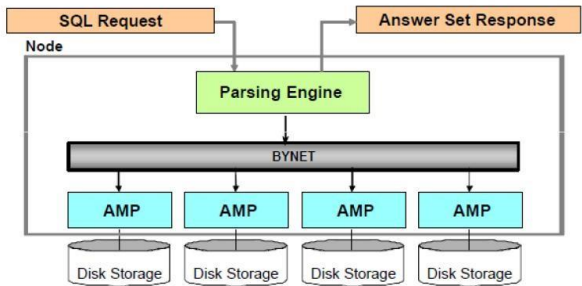 SQL Request
Answer Set Response
Node
Parsing Engine
BYNET
AMP
AMP
AMP
AMP
Disk Storage
Disk Storage
Disk Storage
Disk Storage